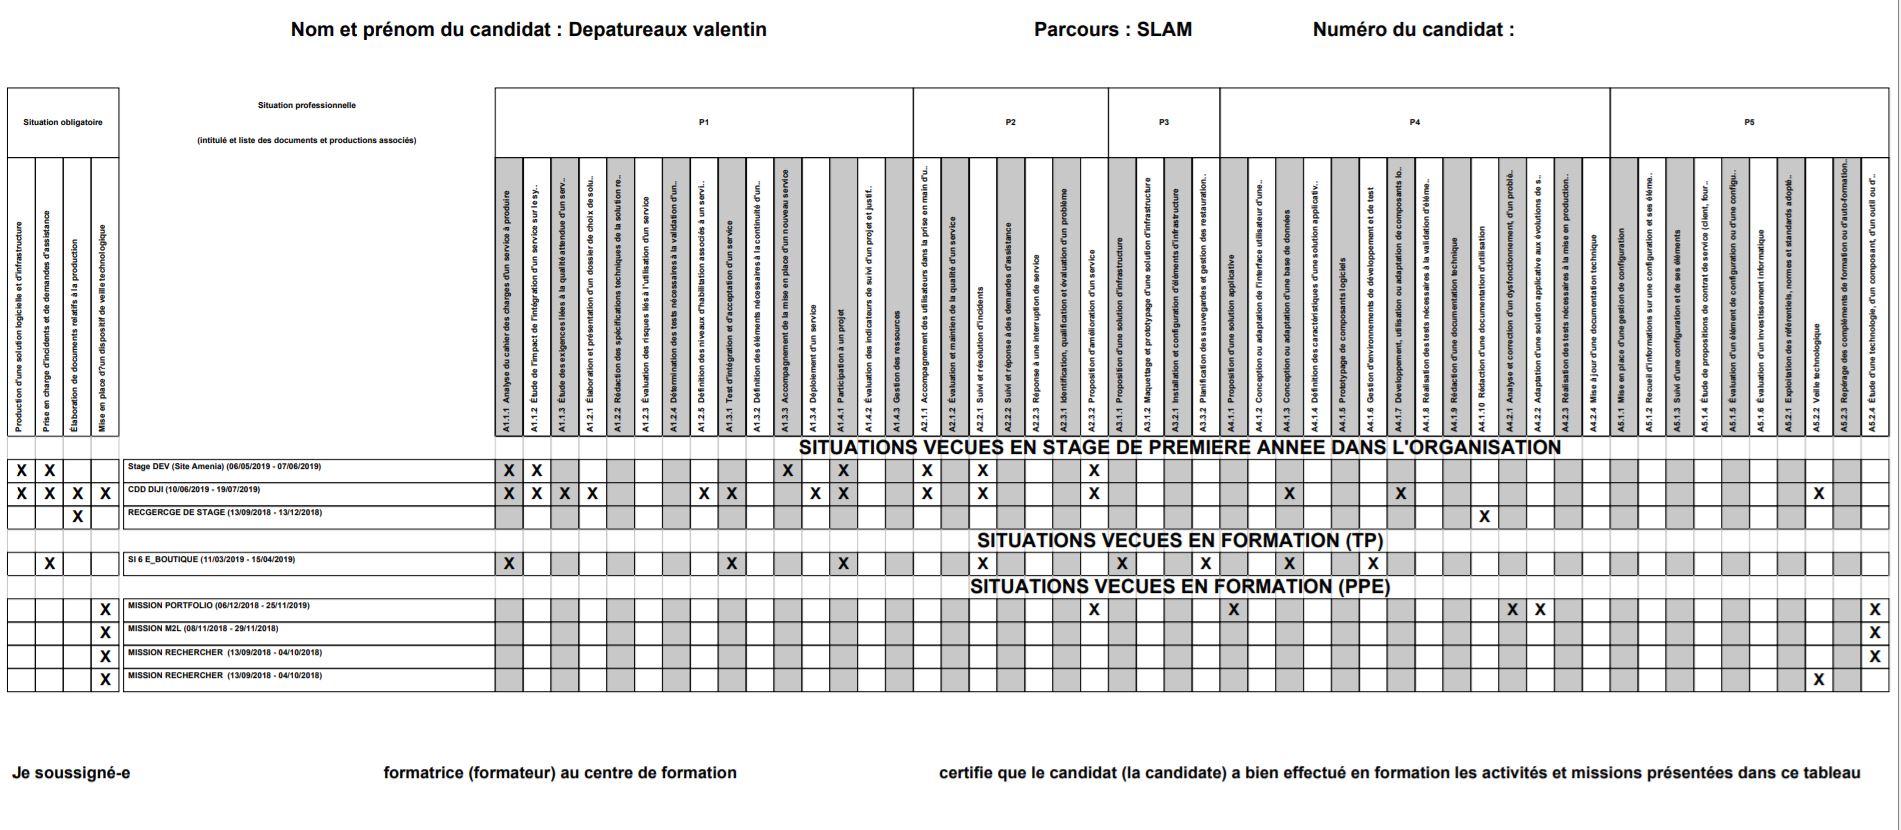 Nom et prénom du candidat : Depatureaux valentin Parcours : SLAM Numéro du candidat :
Situation obligatoire
Situation professionnelle
(intitulé et liste des documents et productions associés)
P1
P2
P3
P4
P5
Production d'une solution logicielle et d'infrastructure
Prise en charge d'incidents et de demandes d'assistance
Élaboration de documents relatifs à la production
Mise en place d'un dispositif de veille technologique
A1.1.1 Analyse du cahier des charges d'un service à produire
A1.1.2 Étude de l'impact de l'intégration d'un service sur le sy..
A1.1.3 Étude des exigences liées à la qualité attendue d'un serv..
A1.2.1 Élaboration et présentation d'un dossier de choix de solu..
A1.2.2 Rédaction des spécifications techniques de la solution re..
A1.2.3 Évaluation des risques liés à l'utilisation d'un service
A1.2.4 Détermination des tests nécessaires à la validation d'un..
A1.2.5 Définition des niveaux d'habilitation associés à un servi..
A1.3.1 Test d'intégration et d'acceptation d'un service
A1.3.2 Définition des éléments nécessaires à la continuité d'un..
A1.3.3 Accompagnement de la mise en place d'un nouveau service
A1.3.4 Déploiement d'un service
A1.4.1 Participation à un projet
A1.4.2 Évaluation des indicateurs de suivi d'un projet et justif..
A1.4.3 Gestion des ressources
A2.1.1 Accompagnement des utilisateurs dans la prise en main d'u..
A2.1.2 Évaluation et maintien de la qualité d'un service
A2.2.1 Suivi et résolution d'incidents
A2.2.2 Suivi et réponse à des demandes d'assistance
A2.2.3 Réponse à une interruption de service
A2.3.1 Identification, qualification et évaluation d'un problème
A2.3.2 Proposition d'amélioration d'un service
A3.1.1 Proposition d'une solution d'infrastructure
A3.1.2 Maquettage et prototypage d'une solution d'infrastructure
A3.2.1 Installation et configuration d'éléments d'infrastructure
A3.3.2 Planification des sauvegardes et gestion des restauration..
A4.1.1 Proposition d'une solution applicative
A4.1.2 Conception ou adaptation de l'interface utilisateur d'une..
A4.1.3 Conception ou adaptation d'une base de données
A4.1.4 Définition des caractéristiques d'une solution applicativ..
A4.1.5 Prototypage de composants logiciels
A4.1.6 Gestion d'environnements de développement et de test
A4.1.7 Développement, utilisation ou adaptation de composants lo..
A4.1.8 Réalisation des tests nécessaires à la validation d'éléme..
A4.1.9 Rédaction d'une documentation technique
A4.1.10 Rédaction d'une documentation d'utilisation
A4.2.1 Analyse et correction d'un dysfonctionnement, d'un problè..
A4.2.2 Adaptation d'une solution applicative aux évolutions de s..
A4.2.3 Réalisation des tests nécessaires à la mise en production..
A4.2.4 Mise à jour d'une documentation technique
A5.1.1 Mise en place d'une gestion de configuration
A5.1.2 Recueil d'informations sur une configuration et ses éléme..
A5.1.3 Suivi d'une configuration et de ses éléments
A5.1.4 Étude de propositions de contrat de service (client, four..
A5.1.5 Évaluation d'un élément de configuration ou d'une configu..
A5.1.6 Évaluation d'un investissement informatique
A5.2.1 Exploitation des référentiels, normes et standards adopté..
A5.2.2 Veille technologique
A5.2.3 Repérage des compléments de formation ou d'auto-formation..
A5.2.4 Étude d'une technologie, d'un composant, d'un outil ou d'..
SITUATIONS VECUES EN STAGE DE PREMIERE ANNEE DANS L'ORGANISATION
X X Stage DEV (Site Amenia) (06/05/2019 - 07/06/2019) X X X X X X X
X X X X CDD DIJI (10/06/2019 - 19/07/2019) X X X X X X X X X X X X X X
X RECGERCGE DE STAGE (13/09/2018 - 13/12/2018) X
SITUATIONS VECUES EN FORMATION (TP)
X SI 6 E_BOUTIQUE (11/03/2019 - 15/04/2019) X X X X X X X X
SITUATIONS VECUES EN FORMATION (PPE)
X MISSION PORTFOLIO (06/12/2018 - 25/11/2019) X X X X X
X MISSION M2L (08/11/2018 - 29/11/2018) X
X MISSION RECHERCHER (13/09/2018 - 04/10/2018) X
X MISSION RECHERCHER (13/09/2018 - 04/10/2018) X
Je soussigné-e formatrice (formateur) au centre de formation certifie que le candidat (la candidate) a bien effectué en formation les activités et missions présentées dans ce tableau